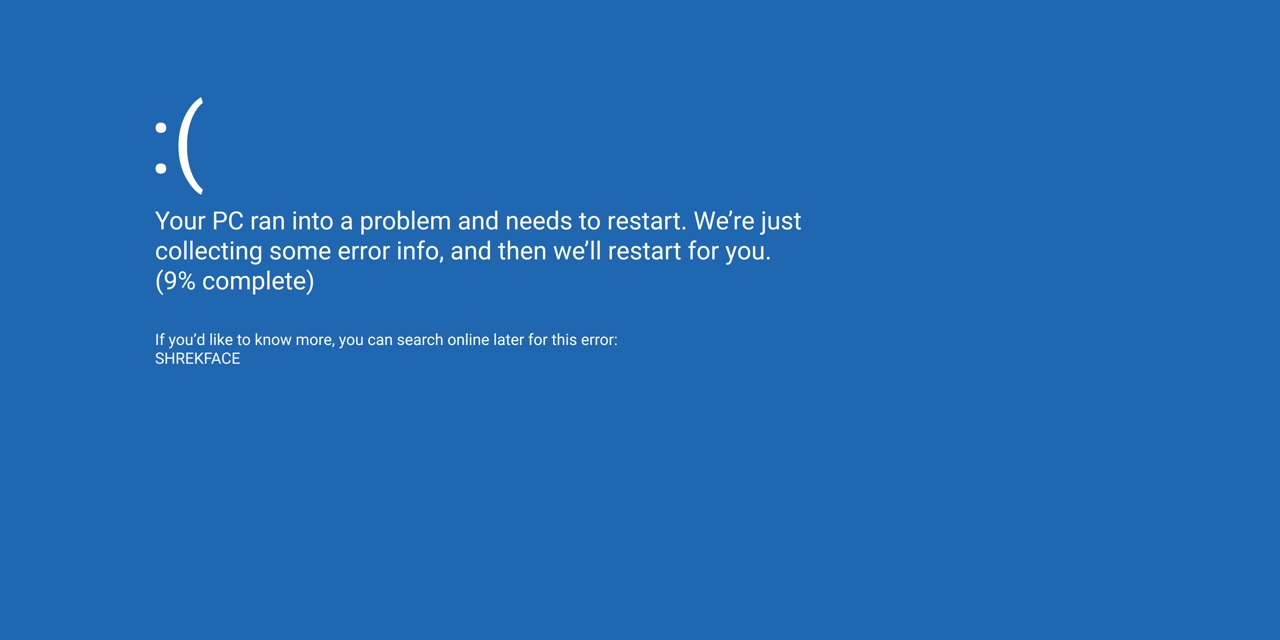 :(
Your PC ran into a problem and needs to restart. We’re just
collecting some error info, and then we’ll restart for you.
(9% complete)
If you’d like to know more, you can search online later for this error:
SHREKFACE